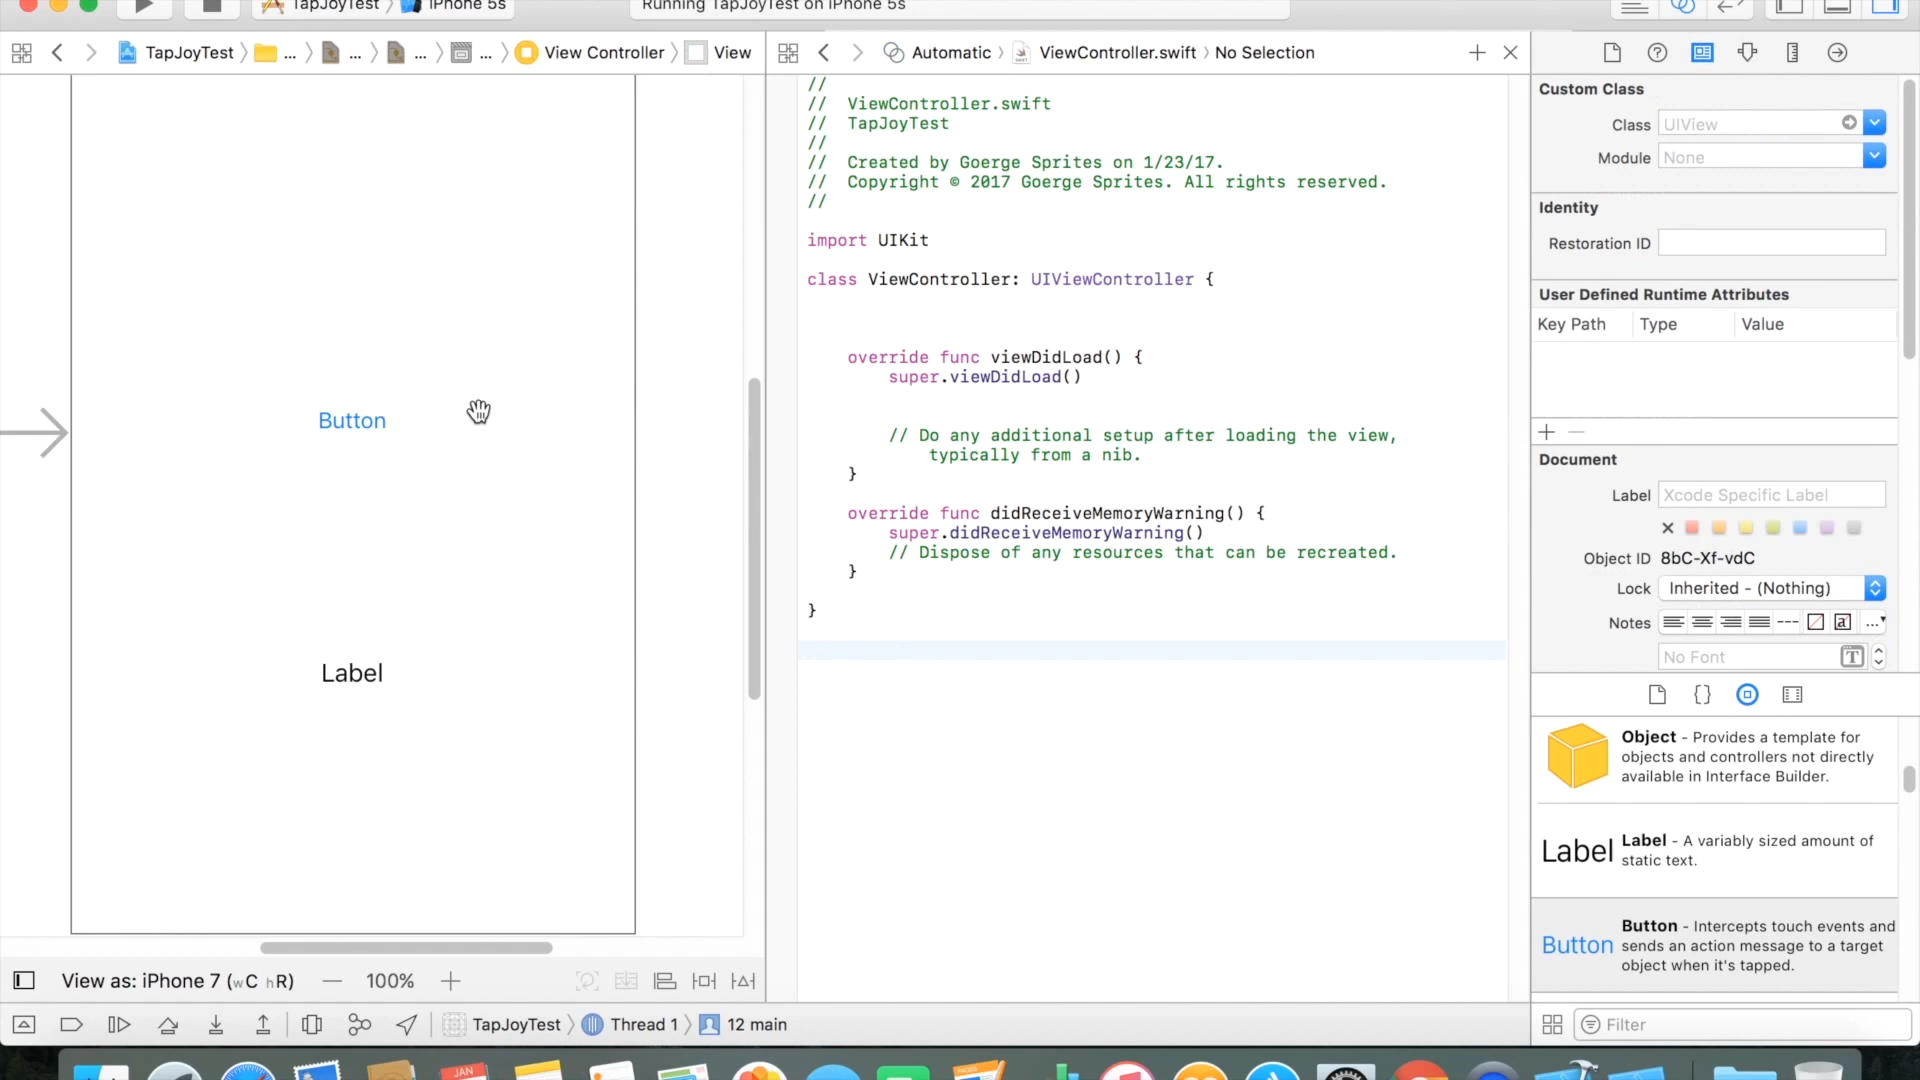 TapJoyTest iPhone 5s
Running TapJoyTest on iPhone 5s
TapJoyTest ... ... ... ... View Controller View
Automatic ViewController.swift No Selection
Button
Label
//
// ViewController.swift
// TapJoyTest
//
// Created by Goerge Sprites on 1/23/17.
// Copyright © 2017 Goerge Sprites. All rights reserved.
//
import UIKit
class ViewController: UIViewController {
override func viewDidLoad() {
super.viewDidLoad()
// Do any additional setup after loading the view,
typically from a nib.
}
override func didReceiveMemoryWarning() {
super.didReceiveMemoryWarning()
// Dispose of any resources that can be recreated.
}
}
Custom Class
Class UIView
Module None
Identity
Restoration ID
User Defined Runtime Attributes
Key Path Type Value
Document
Label Xcode Specific Label
Object ID 8bC-Xf-vdC
Lock Inherited - (Nothing)
Notes
No Font
Object - Provides a template for
objects and controllers not directly
available in Interface Builder.
Label
Label - A variably sized amount of
static text.
Button
Button - Intercepts touch events and
sends an action message to a target
object when it's tapped.
Filter
View as: iPhone 7 (wC hR) 100%
TapJoyTest Thread 1 12 main
JAN